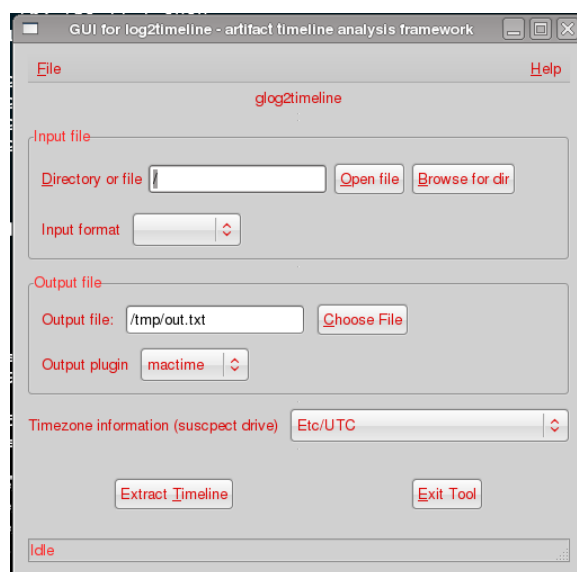 GUI for log2timeline - artifact timeline analysis framework
File Help
glog2timeline
Input file
Directory or file / Open file Browse for dir
Input format
Output file
Output file: /tmp/out.txt Choose File
Output plugin mactime
Timezone information (suscpect drive) Etc/UTC
Extract Timeline Exit Tool
Idle